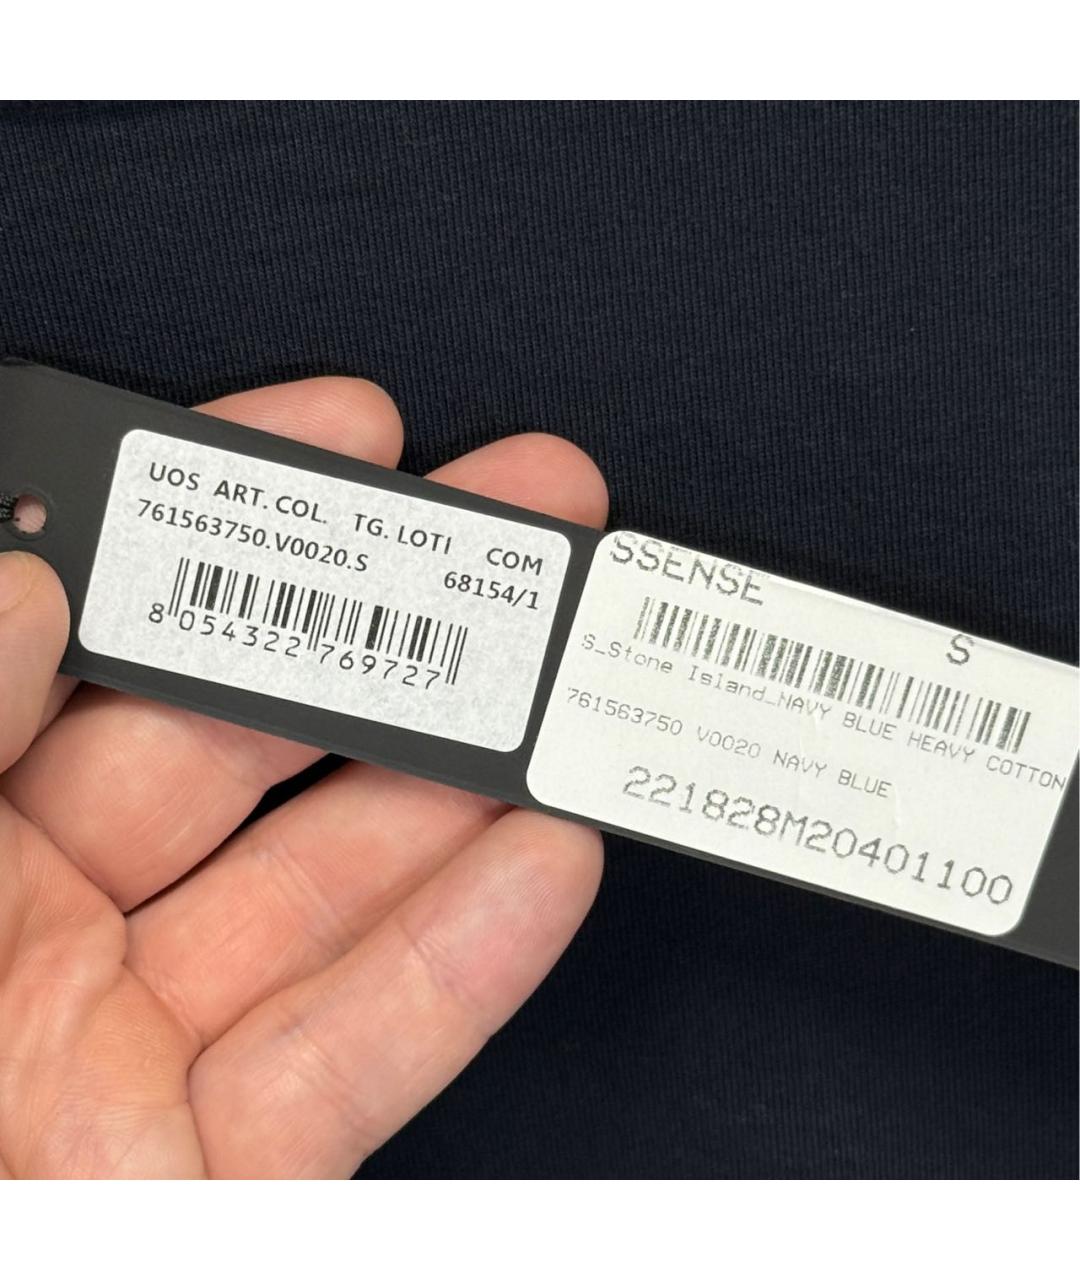 UOS ART. COL. TG. LOTI COM
761563750.V0020.S 68154/1
8 054322 769727
SSENSE
S
S_Stone Island_NAVY BLUE HEAVY COTTON
761563750 V0020 NAVY BLUE
221828M20401100